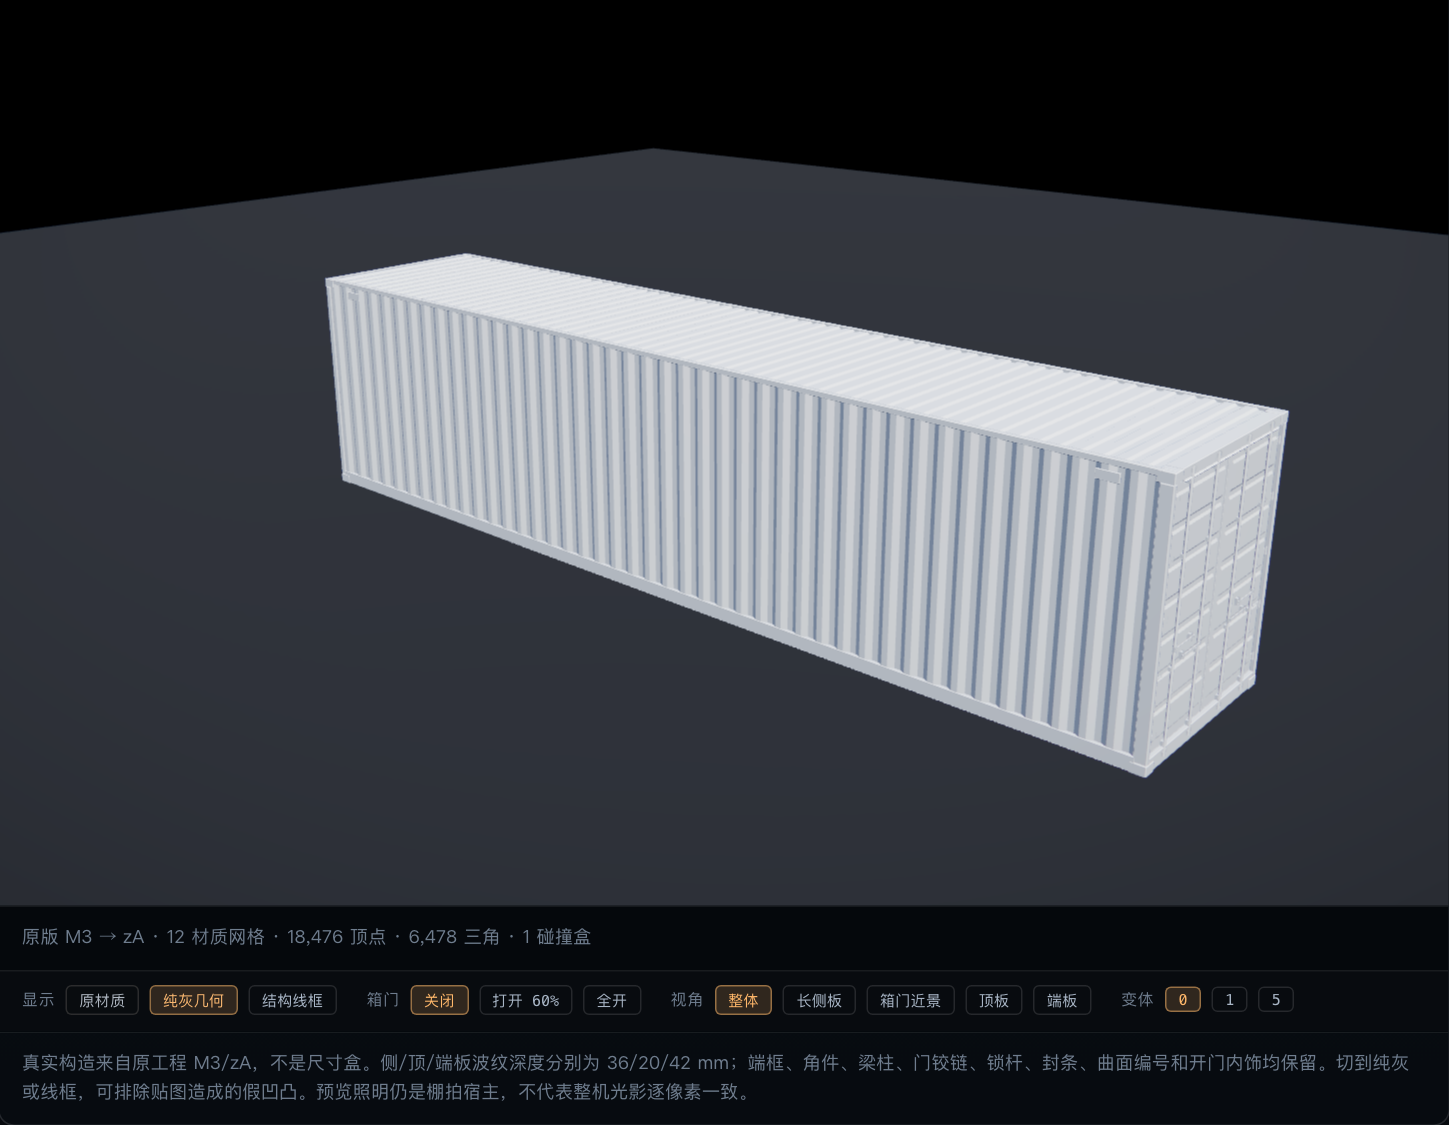 原版 M3 → zA · 12 材质网格 · 18,476 顶点 · 6,478 三角 · 1 碰撞盒
显示 原材质 纯灰几何 结构线框 箱门 关闭 打开 60% 全开 视角 整体 长侧板 箱门近景 顶板 端板 变体 0 1 5
真实构造来自原工程 M3/zA，不是尺寸盒。侧/顶/端板波纹深度分别为 36/20/42 mm；端框、角件、梁柱、门铰链、锁杆、封条、曲面编号和开门内饰均保留。切到纯灰
或线框，可排除贴图造成的假凹凸。预览照明仍是棚拍宿主，不代表整机光影逐像素一致。